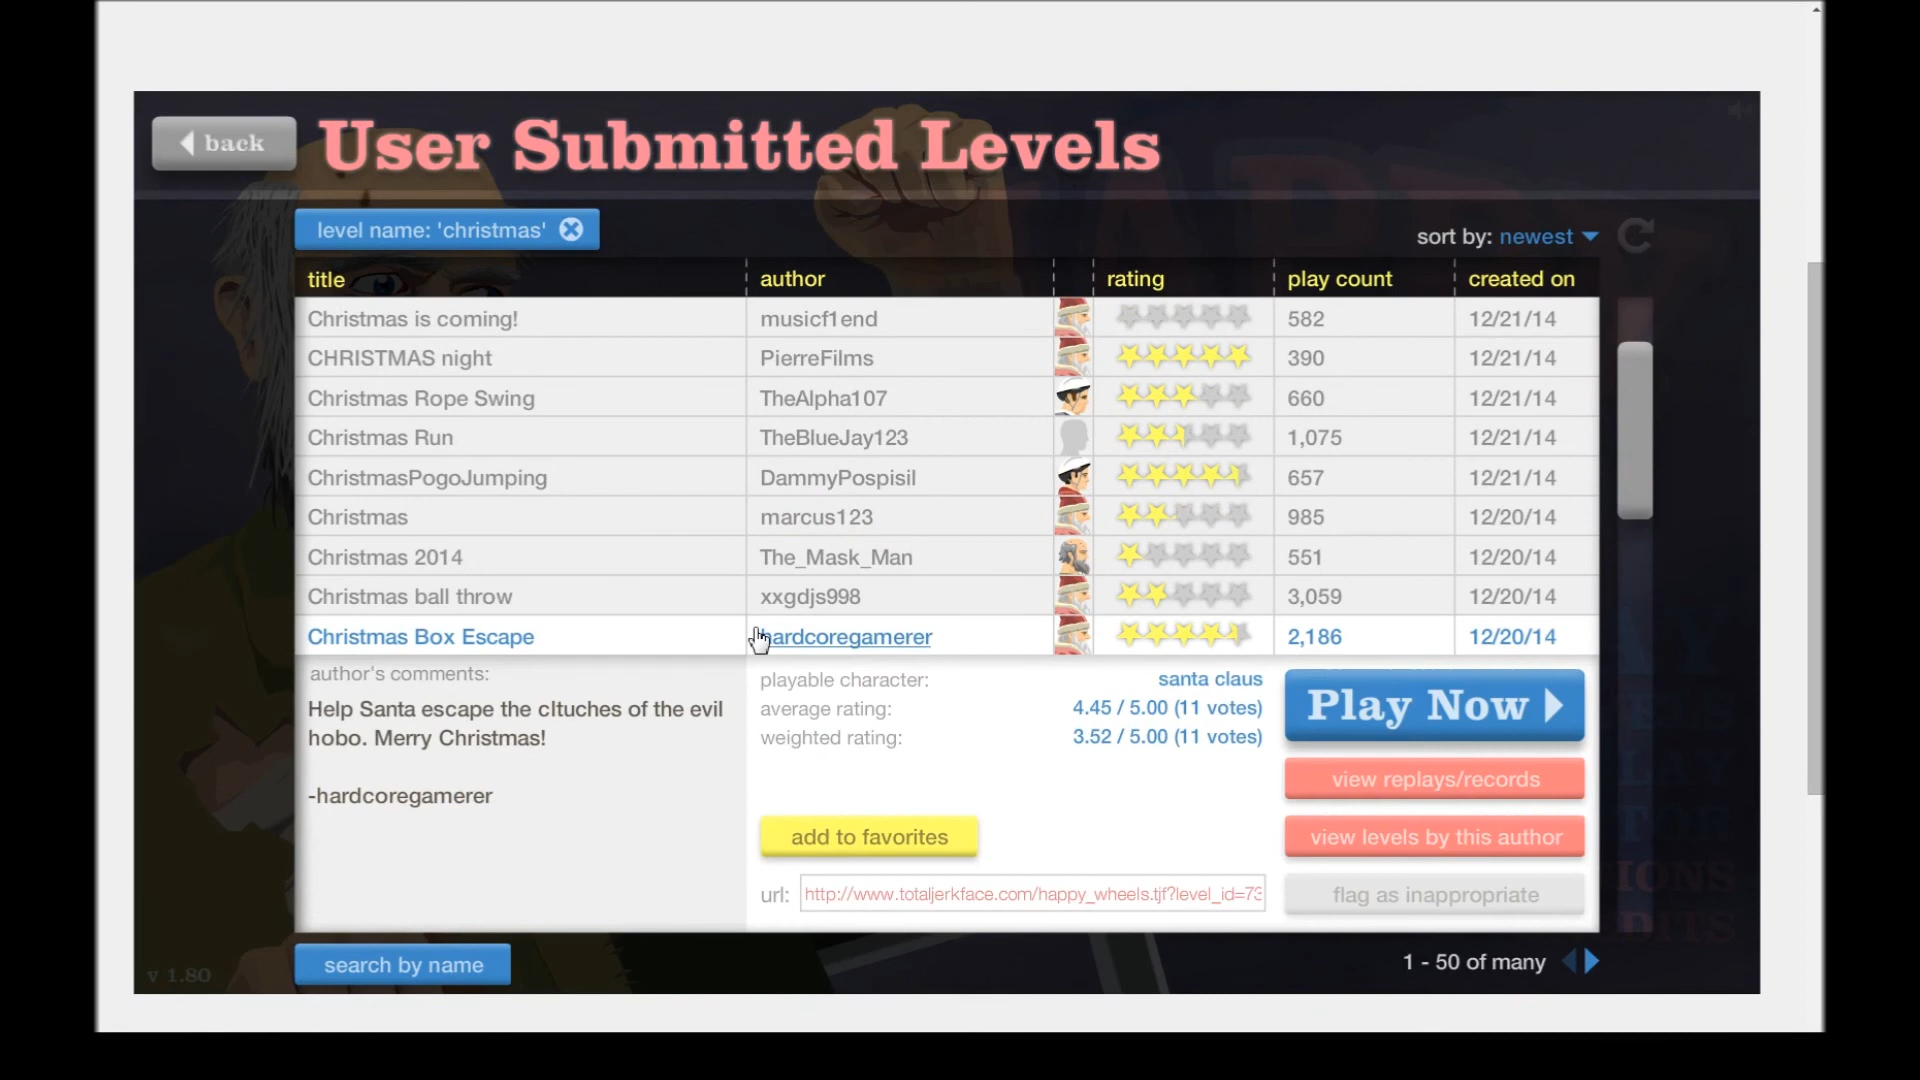 back
User Submitted Levels
level name: 'christmas'
sort by: newest
title author rating play count created on
Christmas is coming! musicf1end 582 12/21/14
CHRISTMAS night PierreFilms 390 12/21/14
Christmas Rope Swing TheAlpha107 660 12/21/14
Christmas Run TheBlueJay123 1,075 12/21/14
ChristmasPogoJumping DammyPospisil 657 12/21/14
Christmas marcus123 985 12/20/14
Christmas 2014 The_Mask_Man 551 12/20/14
Christmas ball throw xxgdjs998 3,059 12/20/14
Christmas Box Escape hardcoregamerer 2,186 12/20/14
author's comments:
Help Santa escape the cltuches of the evil
hobo. Merry Christmas!
-hardcoregamerer
playable character: santa claus
average rating: 4.45 / 5.00 (11 votes)
weighted rating: 3.52 / 5.00 (11 votes)
add to favorites
url: http://www.totaljerkface.com/happy_wheels.tjf?level_id=73
Play Now
view replays/records
view levels by this author
flag as inappropriate
v 1.80
search by name
1 - 50 of many